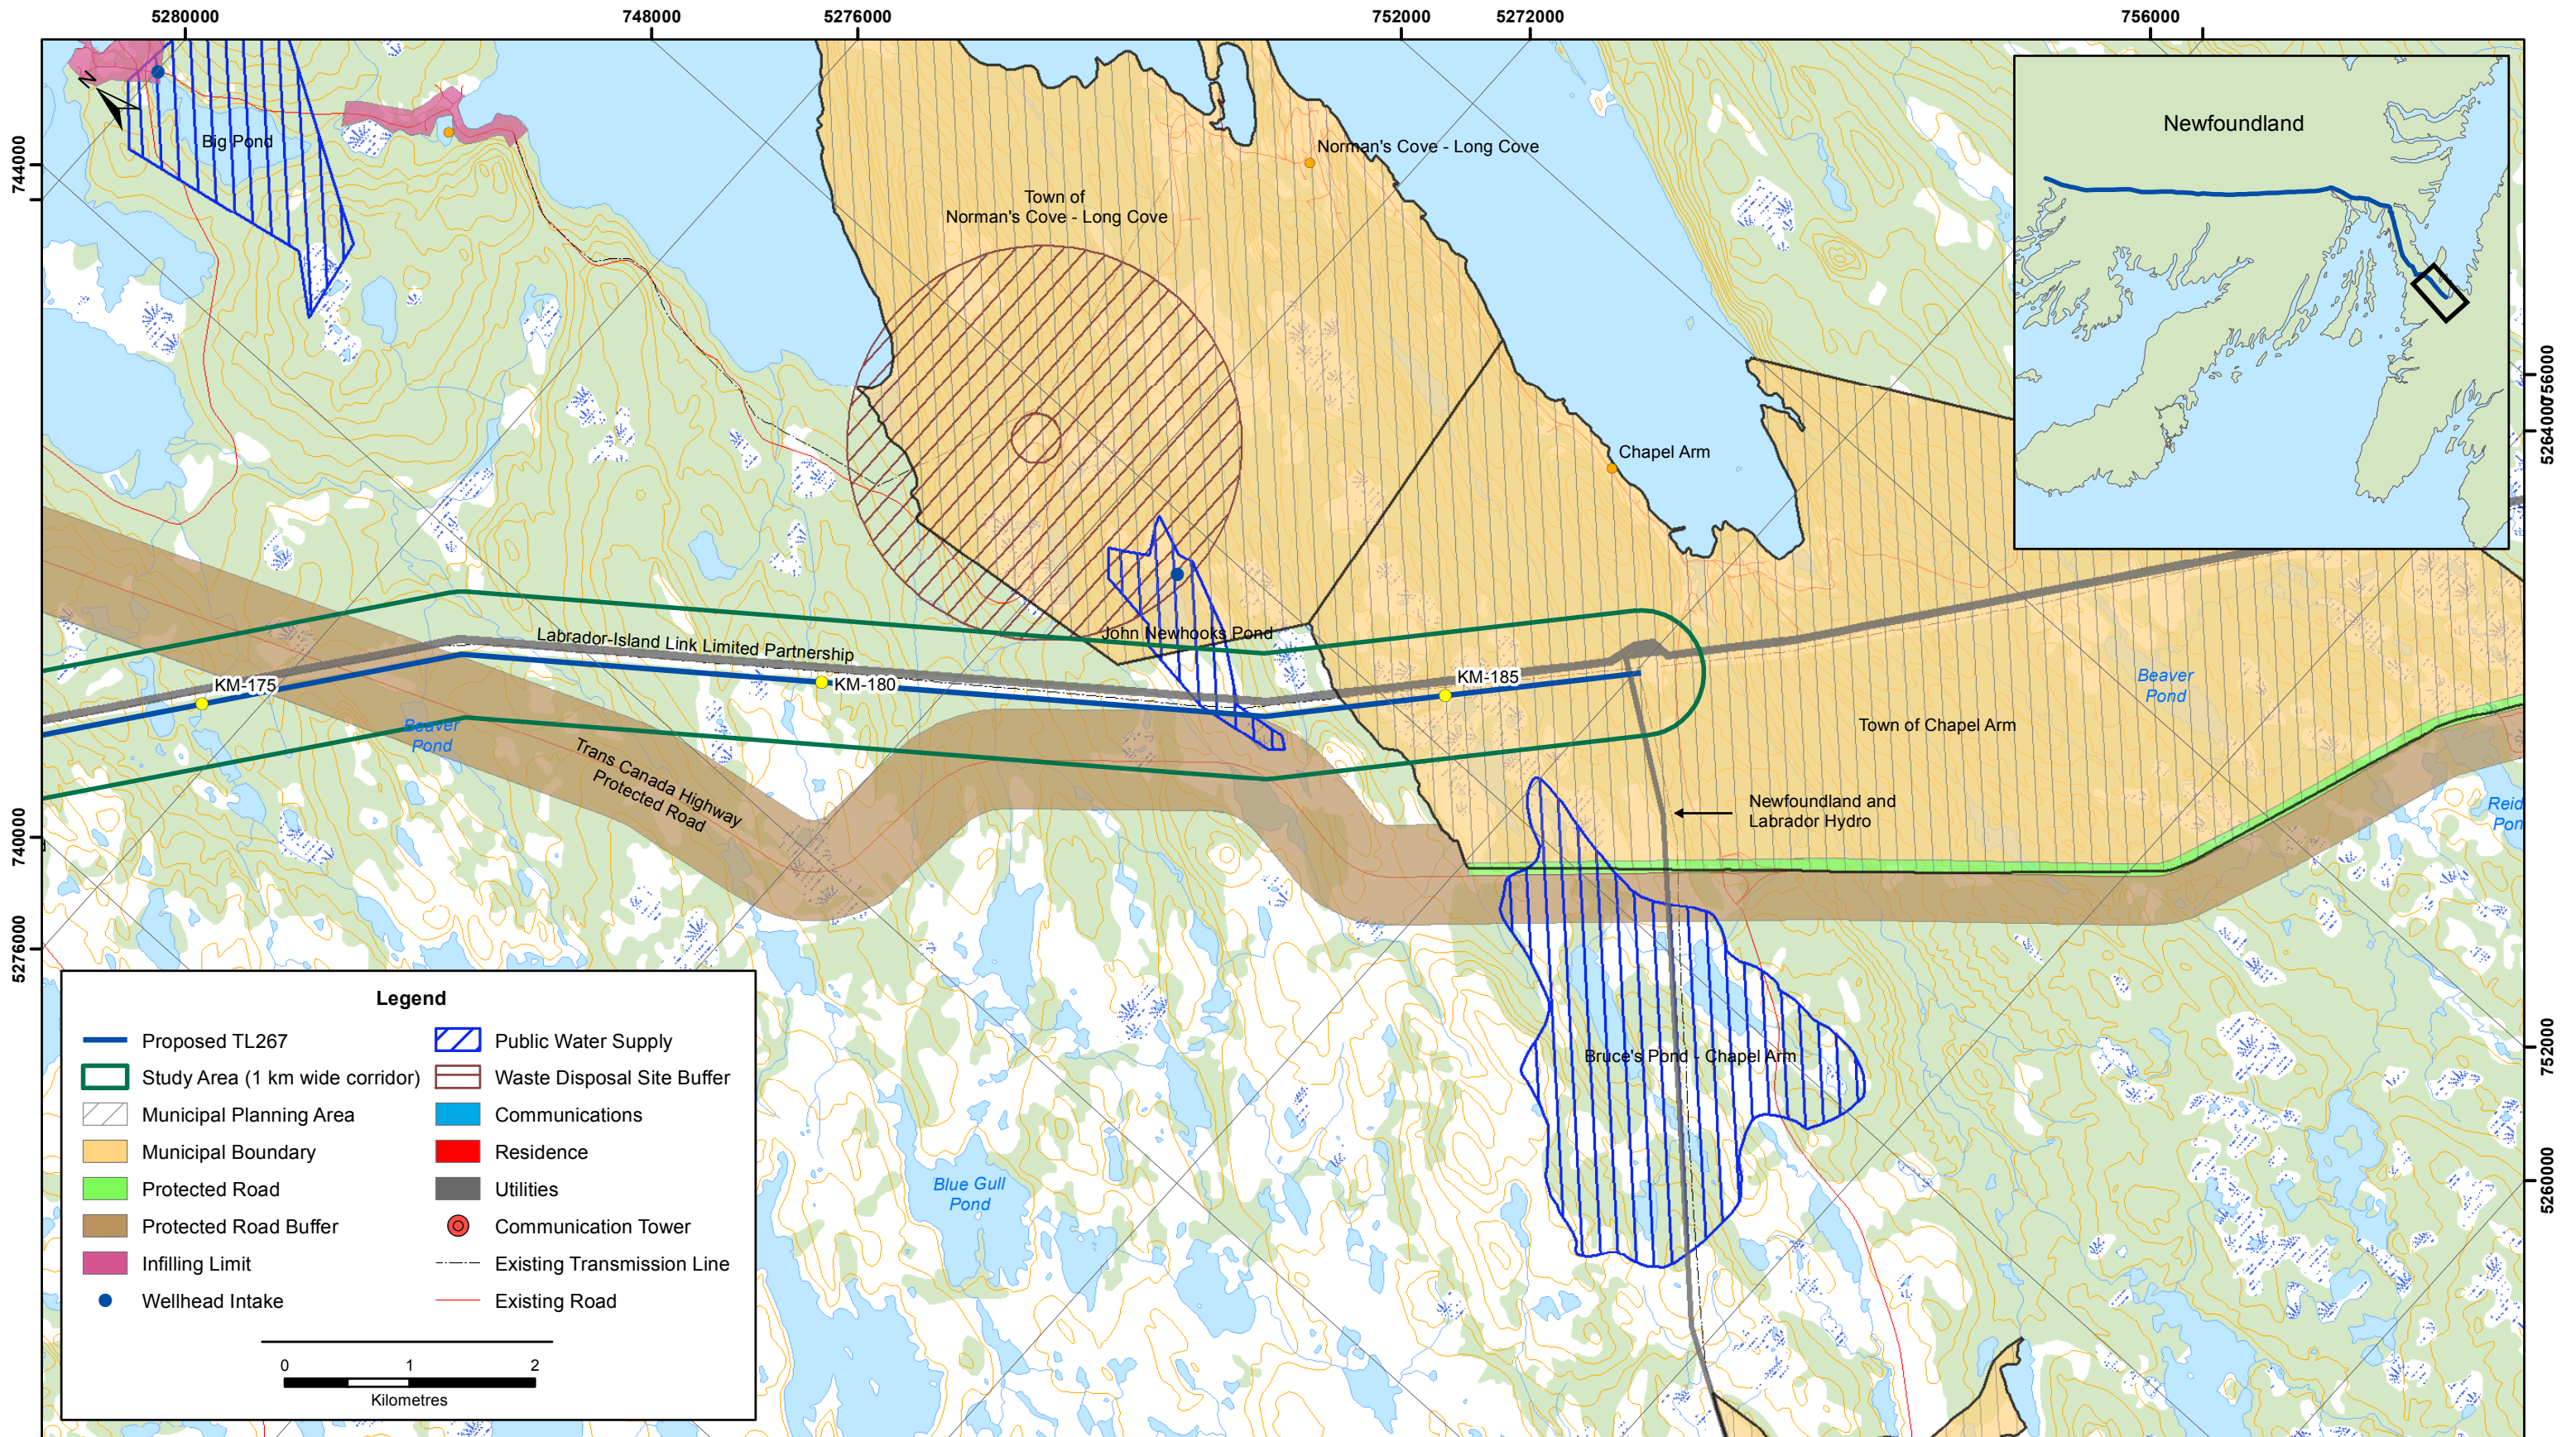 5280000
748000
5276000
752000
5272000
756000
744000
740000
5276000
756000
5264000
752000
5260000
N
Big Pond
Norman's Cove - Long Cove
Town of
Norman's Cove - Long Cove
Chapel Arm
Newfoundland
John Newhooks Pond
Labrador-Island Link Limited Partnership
KM-175
KM-180
KM-185
Beaver
Pond
Beaver
Pond
Town of Chapel Arm
Trans Canada Highway
Protected Road
Newfoundland and
Labrador Hydro
Reid
Pon
Bruce's Pond - Chapel Arm
Blue Gull
Pond
Legend
Proposed TL267
Study Area (1 km wide corridor)
Municipal Planning Area
Municipal Boundary
Protected Road
Protected Road Buffer
Infilling Limit
Wellhead Intake
Public Water Supply
Waste Disposal Site Buffer
Communications
Residence
Utilities
Communication Tower
Existing Transmission Line
Existing Road
0 1 2
Kilometres